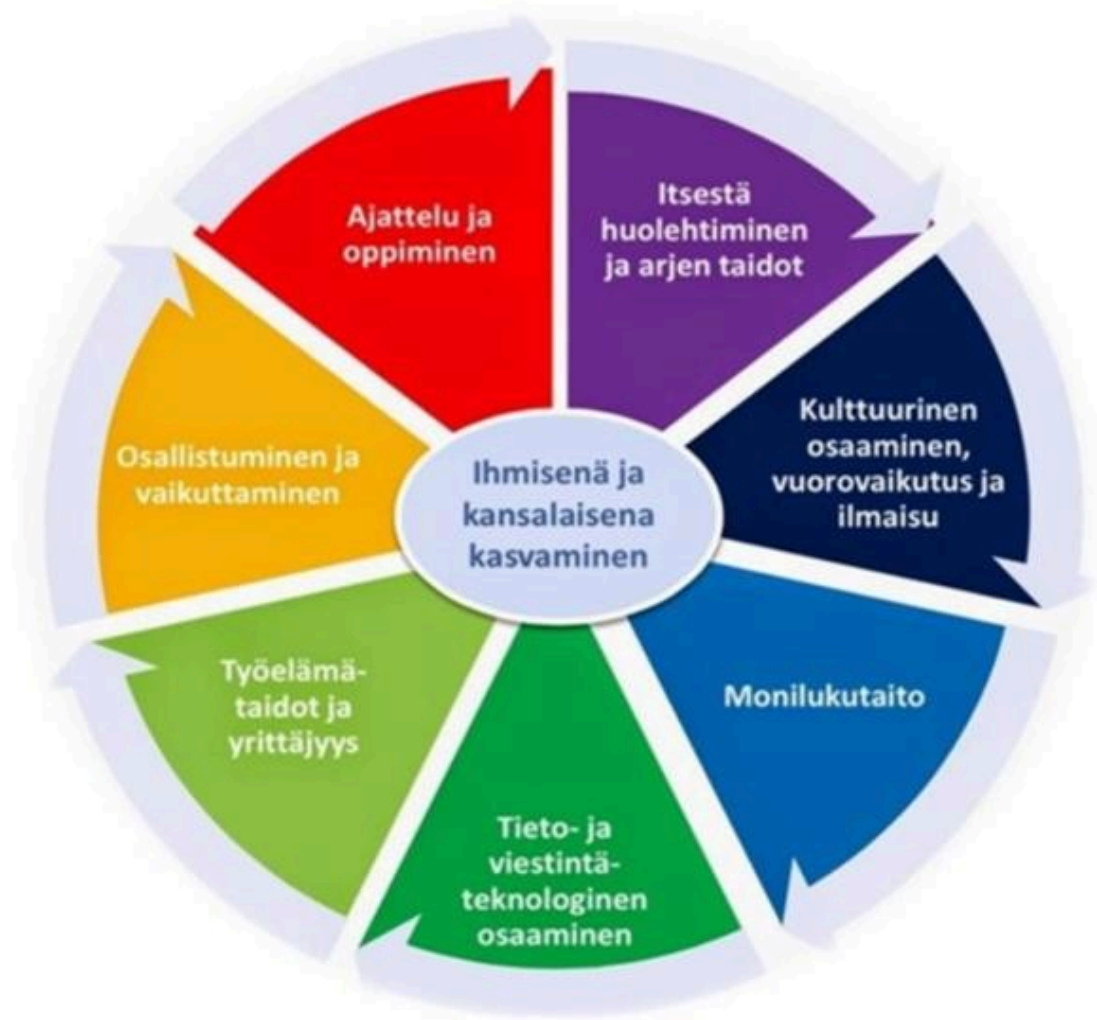 Ajattelu ja
oppiminen
Itsestä
huolehtiminen
ja arjen taidot
Kulttuurinen
osaaminen,
vuorovaikutus ja
ilmaisu
Monilukutaito
Tieto- ja
viestintä-
teknologinen
osaaminen
Työelämä-
taidot ja
yrittäjyys
Osallistuminen ja
vaikuttaminen
Ihmisenä ja
kansalaisena
kasvaminen